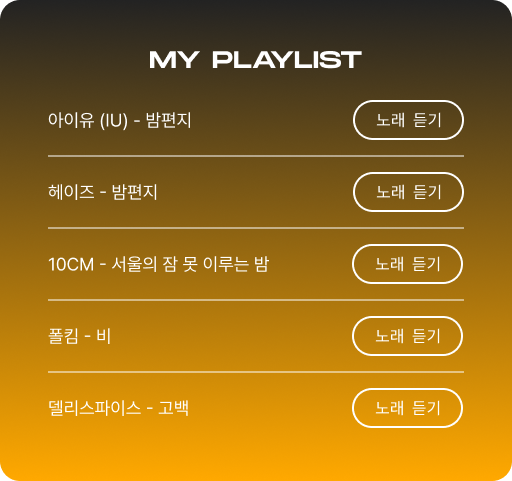 MY PLAYLIST
아이유 (IU) - 밤편지 노래 듣기
헤이즈 - 밤편지 노래 듣기
10CM - 서울의 잠 못 이루는 밤 노래 듣기
폴킴 - 비 노래 듣기
델리스파이스 - 고백 노래 듣기